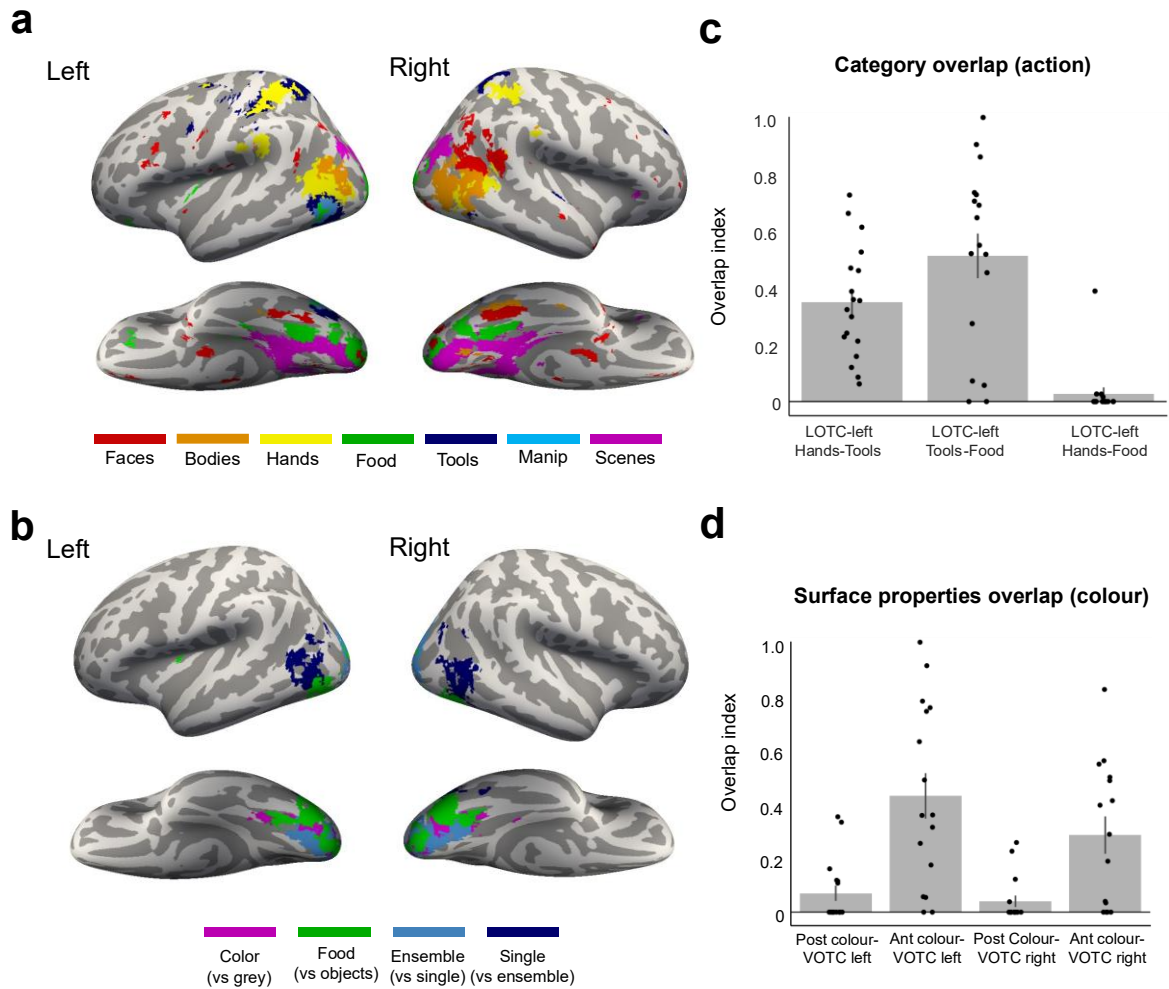 a
Left
Right
Faces
Bodies
Hands
Food
Tools
Manip
Scenes
b
Left
Right
Color
(vs grey)
Food
(vs objects)
Ensemble
(vs single)
Single
(vs ensemble)
c
Category overlap (action)
Overlap index
1.0
0.8
0.6
0.4
0.2
0
LOTC-left
Hands-Tools
LOTC-left
Tools-Food
LOTC-left
Hands-Food
d
Surface properties overlap (colour)
Overlap index
1.0
0.8
0.6
0.4
0.2
0
Post colour-
VOTC left
Ant colour-
VOTC left
Post Colour-
VOTC right
Ant colour-
VOTC right